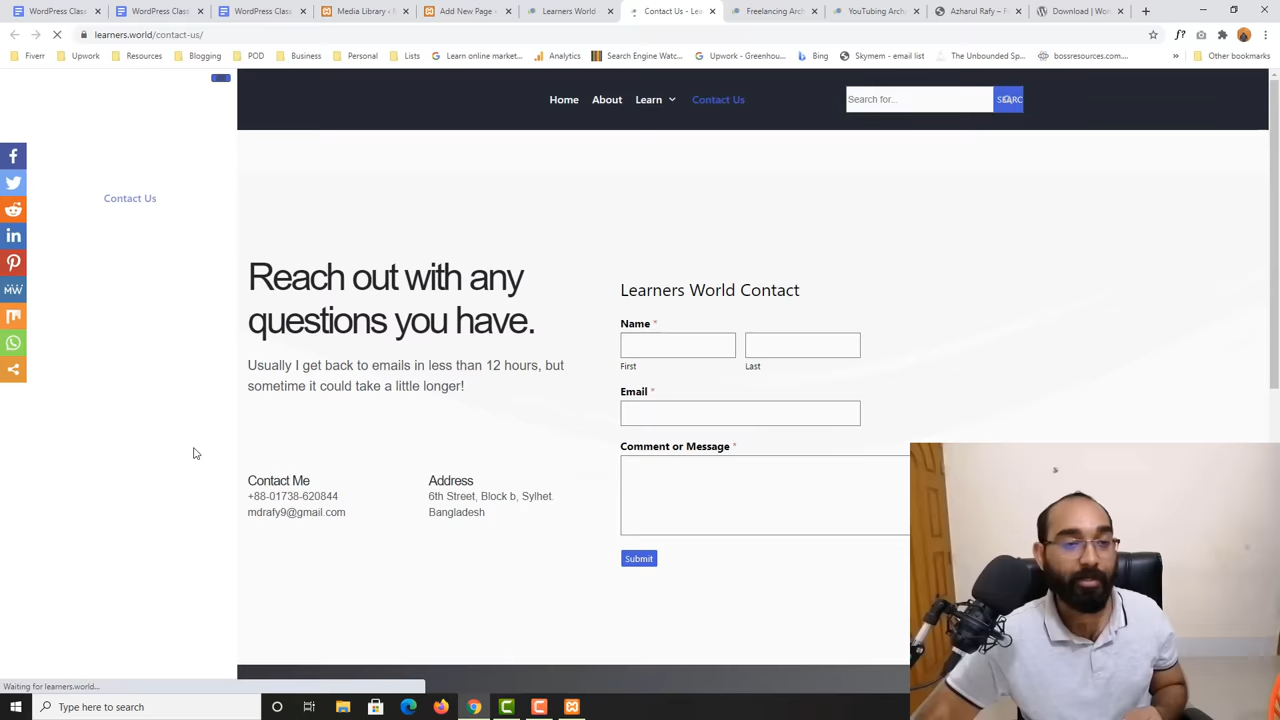 WordPress Class
WordPress Class
WordPress Class
Media Library ‹
Add New Page ‹
Learners World
Contact Us - Lea
Freelancing Arch
YouTubing Archi
Azharul Rafy – F
Download | Wor
learners.world/contact-us/
Fiverr
Upwork
Resources
Blogging
POD
Business
Personal
Lists
Learn online market...
Analytics
Search Engine Watc...
Upwork - Greenhou...
Bing
Skymem - email list
The Unbounded Sp...
bossresources.com...
Other bookmarks
Home
About
Learn
Contact Us
Search for...
SEARC
Contact Us
Reach out with any
questions you have.
Usually I get back to emails in less than 12 hours, but
sometime it could take a little longer!
Contact Me
+88-01738-620844
mdrafy9@gmail.com
Address
6th Street, Block b, Sylhet.
Bangladesh
Learners World Contact
Name *
First
Last
Email *
Comment or Message *
Submit
MW
Waiting for learners.world...
Type here to search